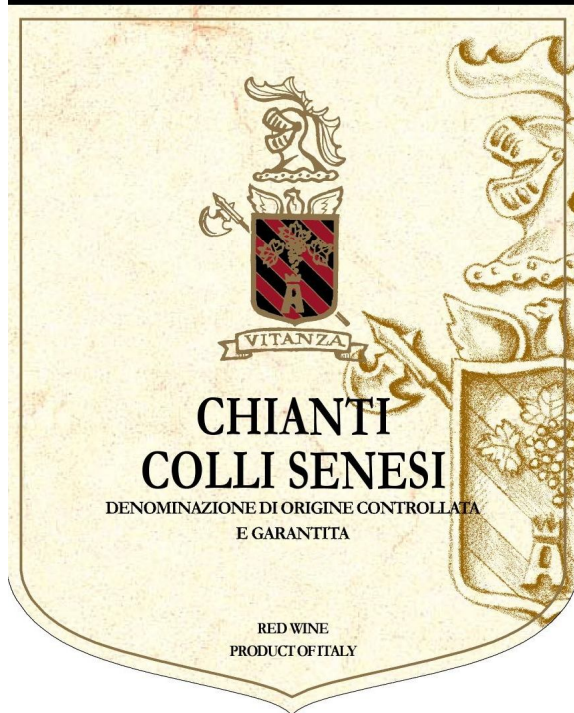 VITANZA
CHIANTI
COLLI SENESI
DENOMINAZIONE DI ORIGINE CONTROLLATA
E GARANTITA
RED WINE
PRODUCT OF ITALY